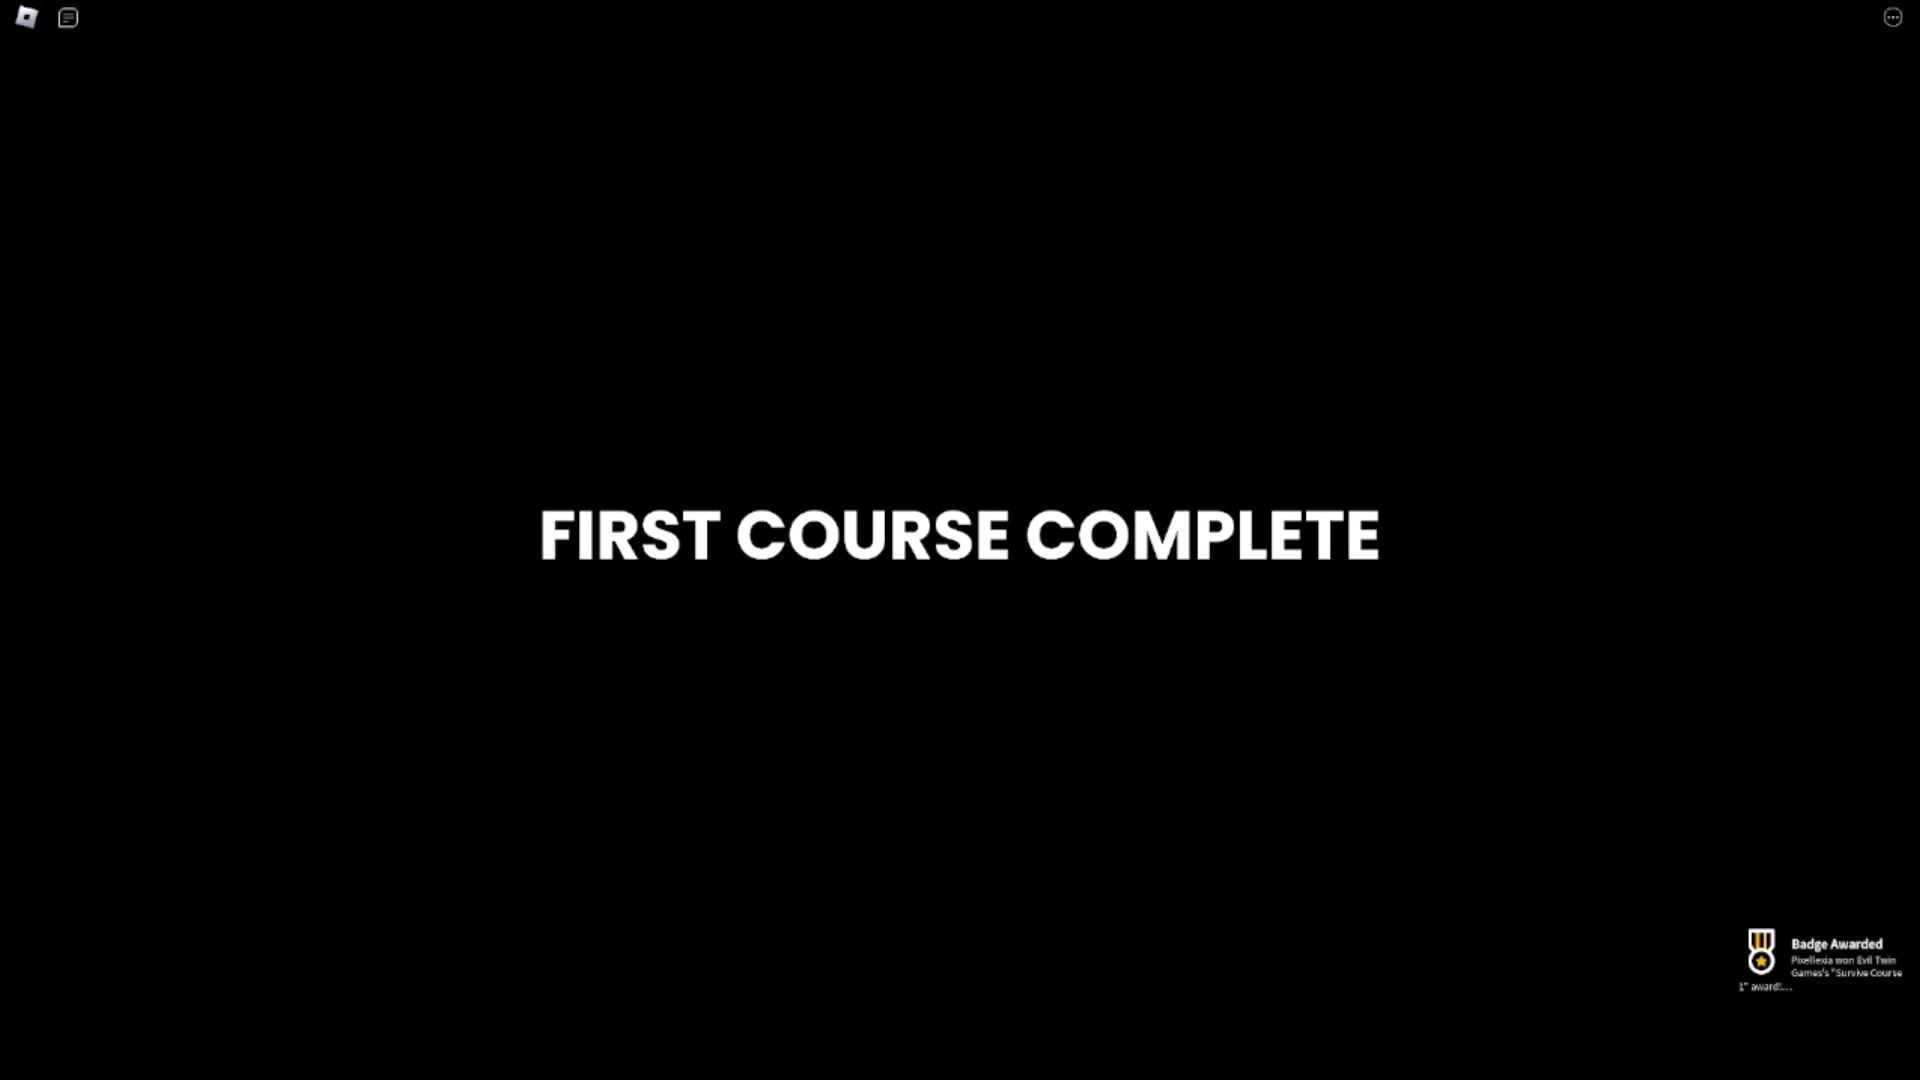 FIRST COURSE COMPLETE
Badge Awarded
Pixellexia won Evil Twin
Games's "Survive Course
1" award!...